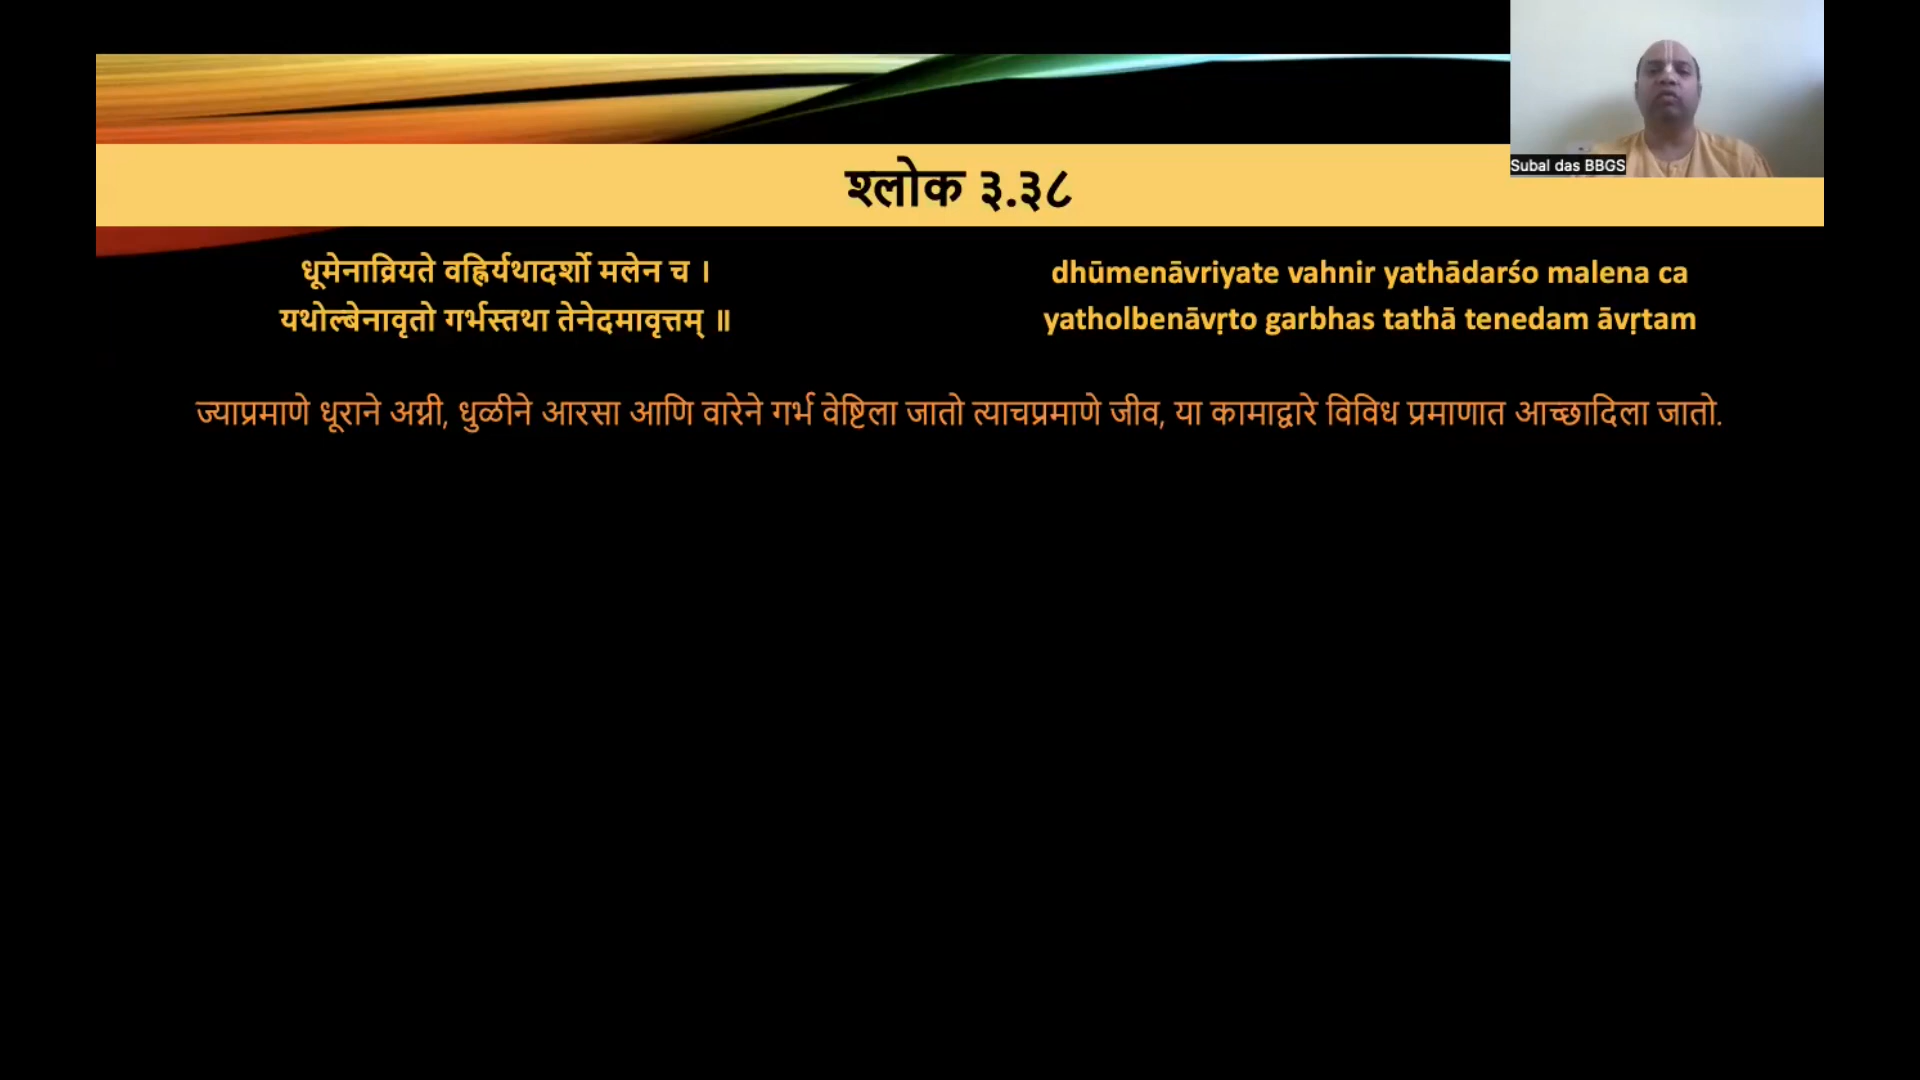 Subal das BBGS
श्लोक ३.३८
धूमेनाव्रियते वह्निर्यथादर्शो मलेन च ।
यथोल्बेनावृतो गर्भस्तथा तेनेदमावृत्तम् ॥
dhūmenāvriyate vahnir yathādarśo malena ca
yatholbenāvṛto garbhas tathā tenedam āvṛtam
ज्याप्रमाणे धूराने अग्नी, धुळीने आरसा आणि वारेने गर्भ वेष्टिला जातो त्याचप्रमाणे जीव, या कामाद्वारे विविध प्रमाणात आच्छादिला जातो.